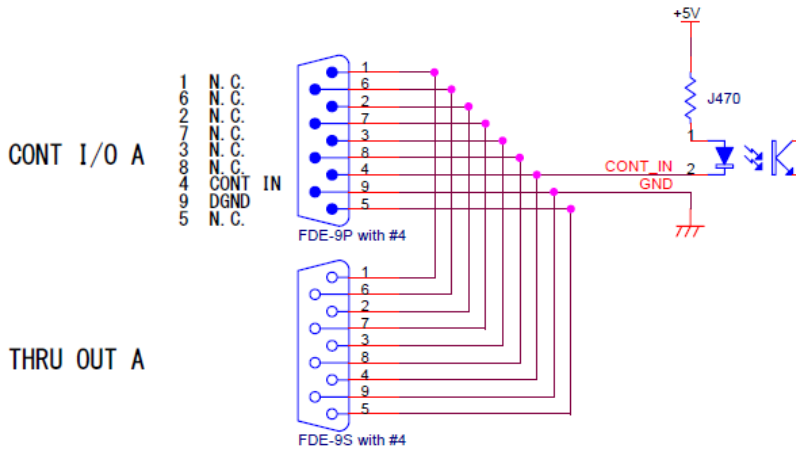 +5V
J470
1
2
CONT_IN
GND
CONT I/O A
1 N.C.
6 N.C.
2 N.C.
7 N.C.
3 N.C.
8 N.C.
4 CONT IN
9 DGND
5 N.C.
1
6
2
7
3
8
4
9
5
FDE-9P with #4
THRU OUT A
1
6
2
7
3
8
4
9
5
FDE-9S with #4